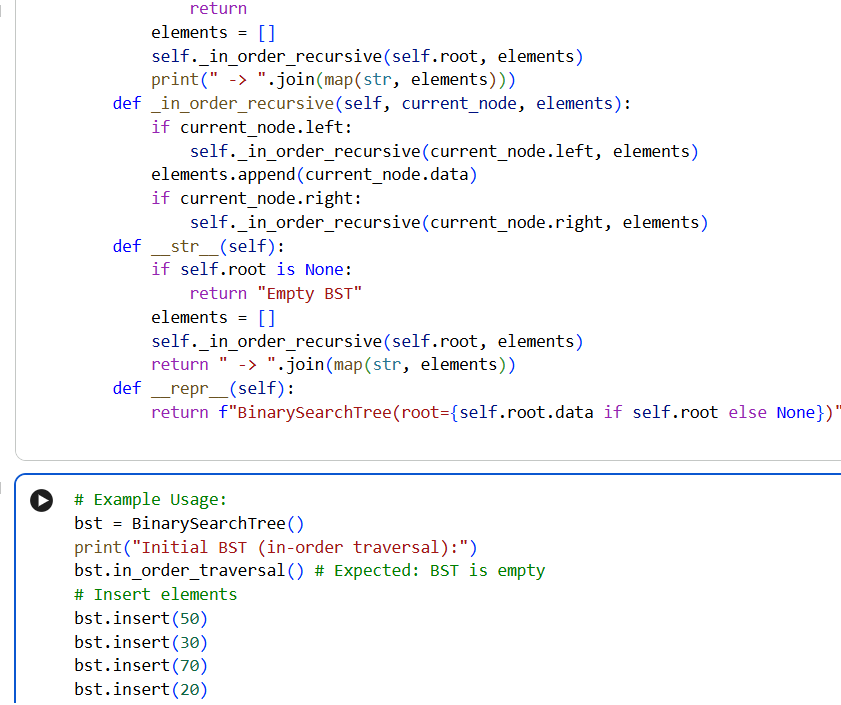 return
        elements = []
        self._in_order_recursive(self.root, elements)
        print(" -> ".join(map(str, elements)))
    def _in_order_recursive(self, current_node, elements):
        if current_node.left:
            self._in_order_recursive(current_node.left, elements)
        elements.append(current_node.data)
        if current_node.right:
            self._in_order_recursive(current_node.right, elements)
    def __str__(self):
        if self.root is None:
            return "Empty BST"
        elements = []
        self._in_order_recursive(self.root, elements)
        return " -> ".join(map(str, elements))
    def __repr__(self):
        return f"BinarySearchTree(root={self.root.data if self.root else None})"
# Example Usage:
bst = BinarySearchTree()
print("Initial BST (in-order traversal):")
bst.in_order_traversal() # Expected: BST is empty
# Insert elements
bst.insert(50)
bst.insert(30)
bst.insert(70)
bst.insert(20)